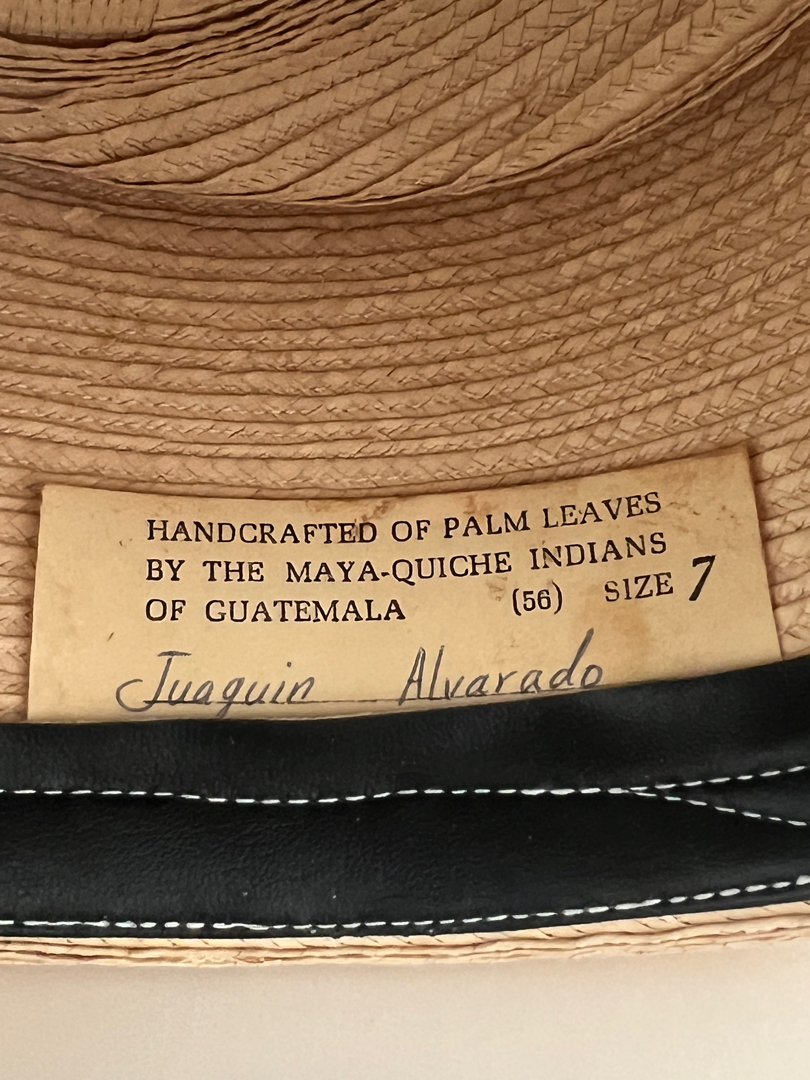 HANDCRAFTED OF PALM LEAVES
BY THE MAYA-QUICHE INDIANS
OF GUATEMALA (56) SIZE 7
Juaquin Alvarado